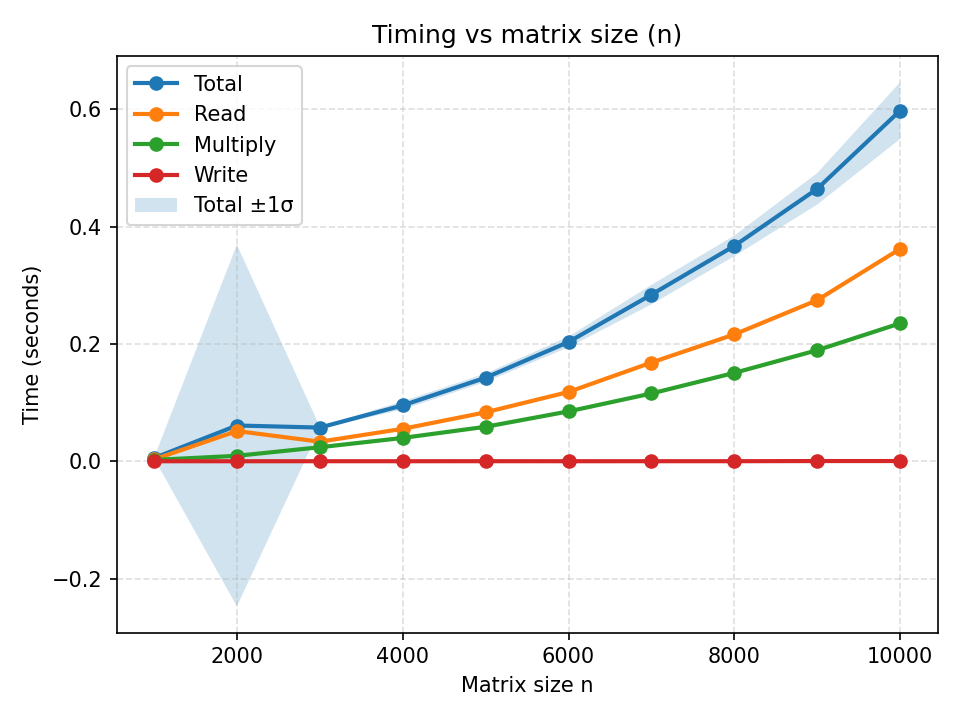 Timing vs matrix size (n)
Total
Read
Multiply
Write
Total ±1σ
Time (seconds)
0.6
0.4
0.2
0.0
−0.2
2000
4000
6000
8000
10000
Matrix size n